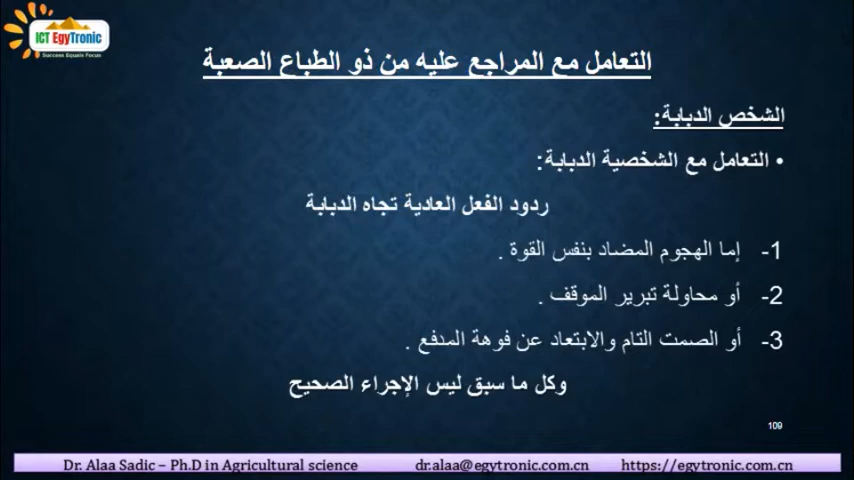 ICT EgyTronic
Success Equals Focus
التعامل مع المراجع عليه من ذو الطباع الصعبة
الشخص الدبابة:
• التعامل مع الشخصية الدبابة:
ردود الفعل العادية تجاه الدبابة
1- إما الهجوم المضاد بنفس القوة .
2- أو محاولة تبرير الموقف .
3- أو الصمت التام والابتعاد عن فوهة المدفع .
وكل ما سبق ليس الإجراء الصحيح
109
Dr. Alaa Sadic – Ph.D in Agricultural science dr.alaa@egytronic.com.cn https://egytronic.com.cn